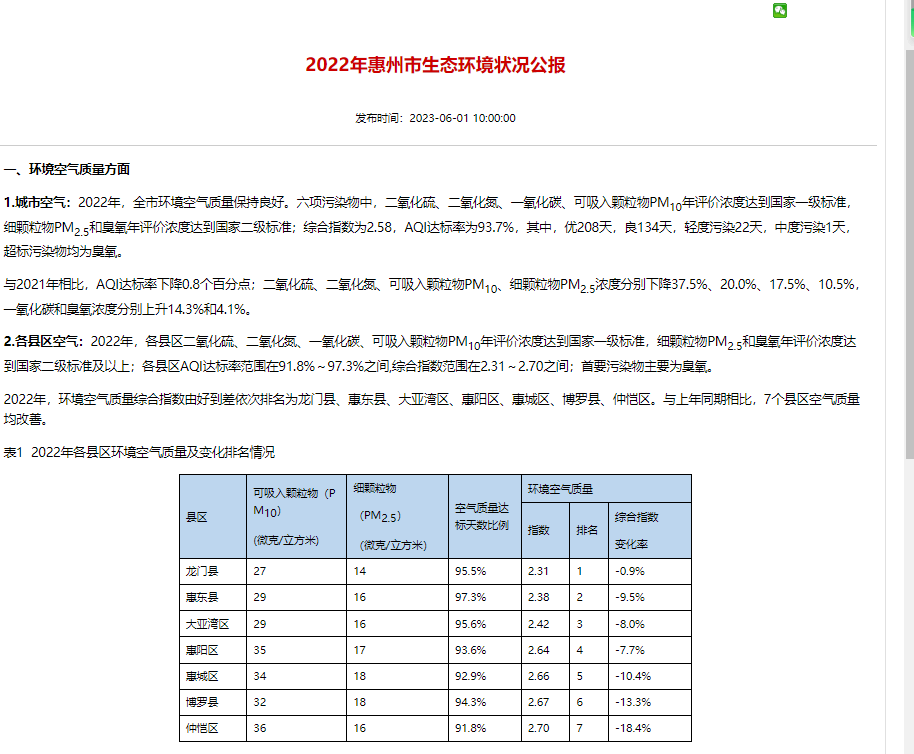 2022年惠州市生态环境状况公报
发布时间：2023-06-01 10:00:00
一、环境空气质量方面
1.城市空气：2022年，全市环境空气质量保持良好。六项污染物中，二氧化硫、二氧化氮、一氧化碳、可吸入颗粒物PM10年评价浓度达到国家一级标准，
细颗粒物PM2.5和臭氧年评价浓度达到国家二级标准；综合指数为2.58，AQI达标率为93.7%，其中，优208天，良134天，轻度污染22天，中度污染1天，
超标污染物均为臭氧。
与2021年相比，AQI达标率下降0.8个百分点；二氧化硫、二氧化氮、可吸入颗粒物PM10、细颗粒物PM2.5浓度分别下降37.5%、20.0%、17.5%、10.5%，
一氧化碳和臭氧浓度分别上升14.3%和4.1%。
2.各县区空气：2022年，各县区二氧化硫、二氧化氮、一氧化碳、可吸入颗粒物PM10年评价浓度达到国家一级标准，细颗粒物PM2.5和臭氧年评价浓度达
到国家二级标准及以上；各县区AQI达标率范围在91.8%～97.3%之间,综合指数范围在2.31～2.70之间；首要污染物主要为臭氧。
2022年，环境空气质量综合指数由好到差依次排名为龙门县、惠东县、大亚湾区、惠阳区、惠城区、博罗县、仲恺区。与上年同期相比，7个县区空气质量
均改善。
表1 2022年各县区环境空气质量及变化排名情况
县区 可吸入颗粒物（PM10）(微克/立方米) 细颗粒物（PM2.5）（微克/立方米） 空气质量达标天数比例 环境空气质量
指数 排名 综合指数变化率
龙门县 27 14 95.5% 2.31 1 -0.9%
惠东县 29 16 97.3% 2.38 2 -9.5%
大亚湾区 29 16 95.6% 2.42 3 -8.0%
惠阳区 35 17 93.6% 2.64 4 -7.7%
惠城区 34 18 92.9% 2.66 5 -10.4%
博罗县 32 18 94.3% 2.67 6 -13.3%
仲恺区 36 16 91.8% 2.70 7 -18.4%